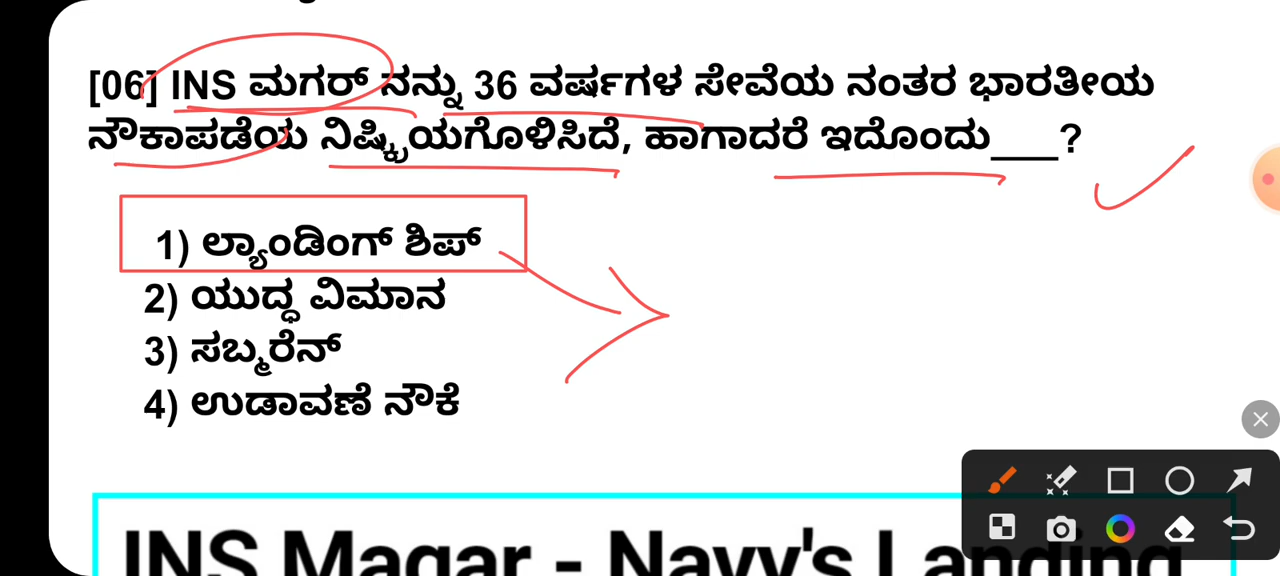 [06] INS ಮಗರ್ ನನ್ನು 36 ವರ್ಷಗಳ ಸೇವೆಯ ನಂತರ ಭಾರತೀಯ
ನೌಕಾಪಡೆಯ ನಿಷ್ಕ್ರಿಯಗೊಳಿಸಿದೆ, ಹಾಗಾದರೆ ಇದೊಂದು___?
1) ಲ್ಯಾಂಡಿಂಗ್ ಶಿಪ್
2) ಯುದ್ಧ ವಿಮಾನ
3) ಸಬ್ಮರೆನ್
4) ಉಡಾವಣೆ ನೌಕೆ
INS Magar - Navy's Landing